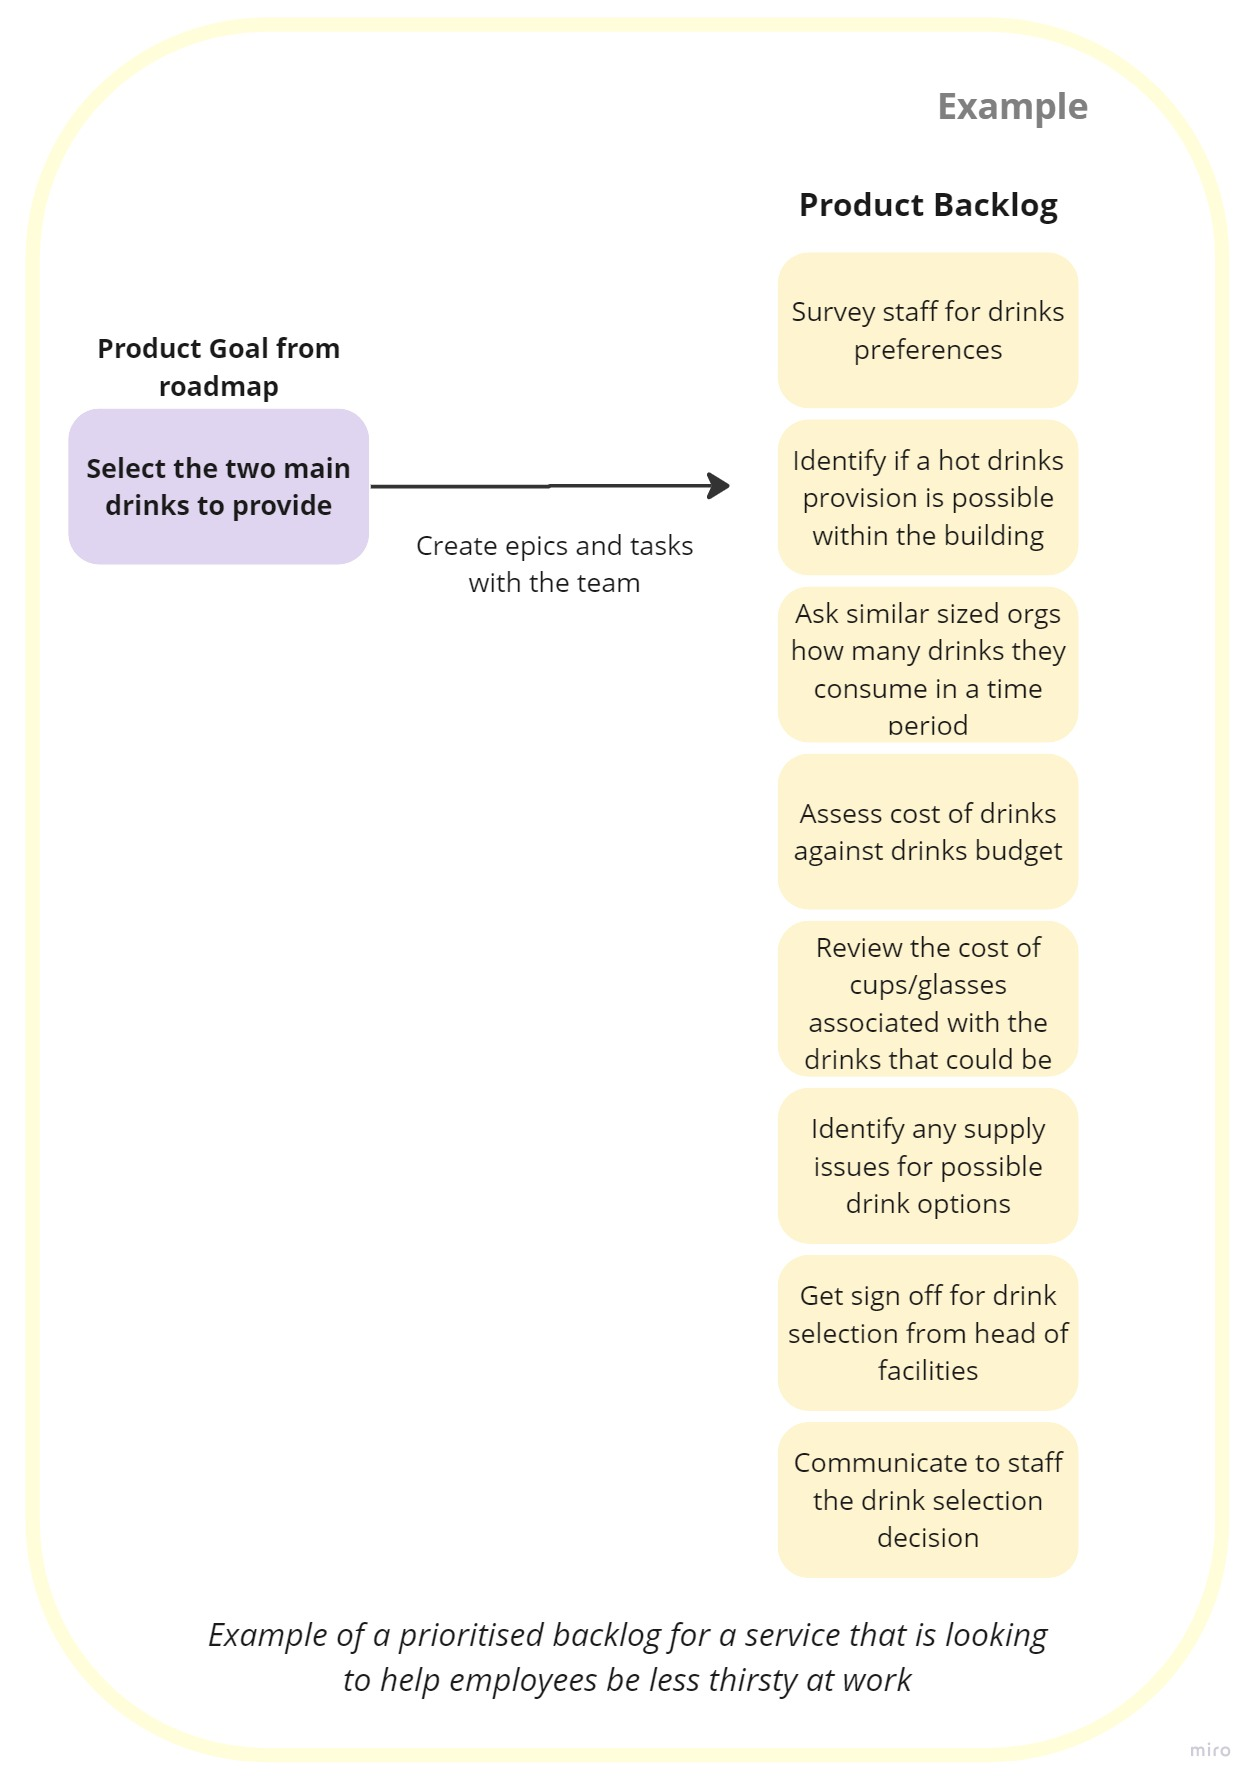 Example
Product Backlog
Product Goal from
roadmap
Select the two main
drinks to provide
Create epics and tasks
with the team
Survey staff for drinks
preferences
Identify if a hot drinks
provision is possible
within the building
Ask similar sized orgs
how many drinks they
consume in a time
period
Assess cost of drinks
against drinks budget
Review the cost of
cups/glasses
associated with the
drinks that could be
Identify any supply
issues for possible
drink options
Get sign off for drink
selection from head of
facilities
Communicate to staff
the drink selection
decision
Example of a prioritised backlog for a service that is looking
to help employees be less thirsty at work
miro